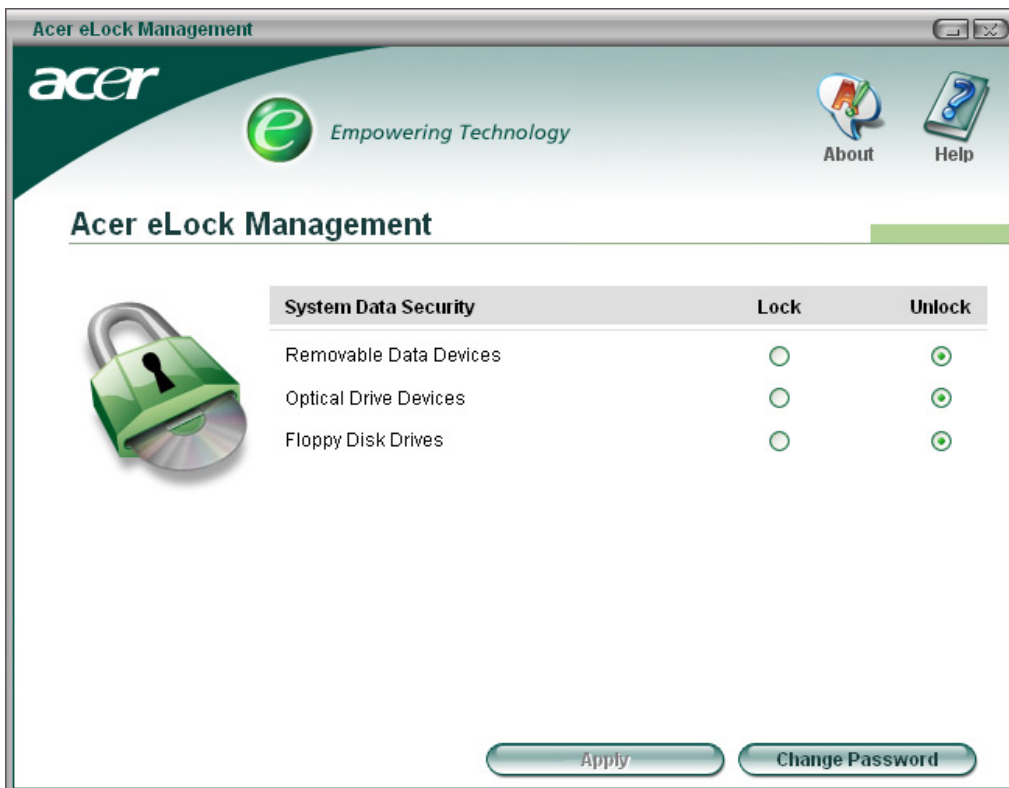 Acer eLock Management
acer
e Empowering Technology
About Help
Acer eLock Management
System Data Security Lock Unlock
Removable Data Devices
Optical Drive Devices
Floppy Disk Drives
Apply Change Password